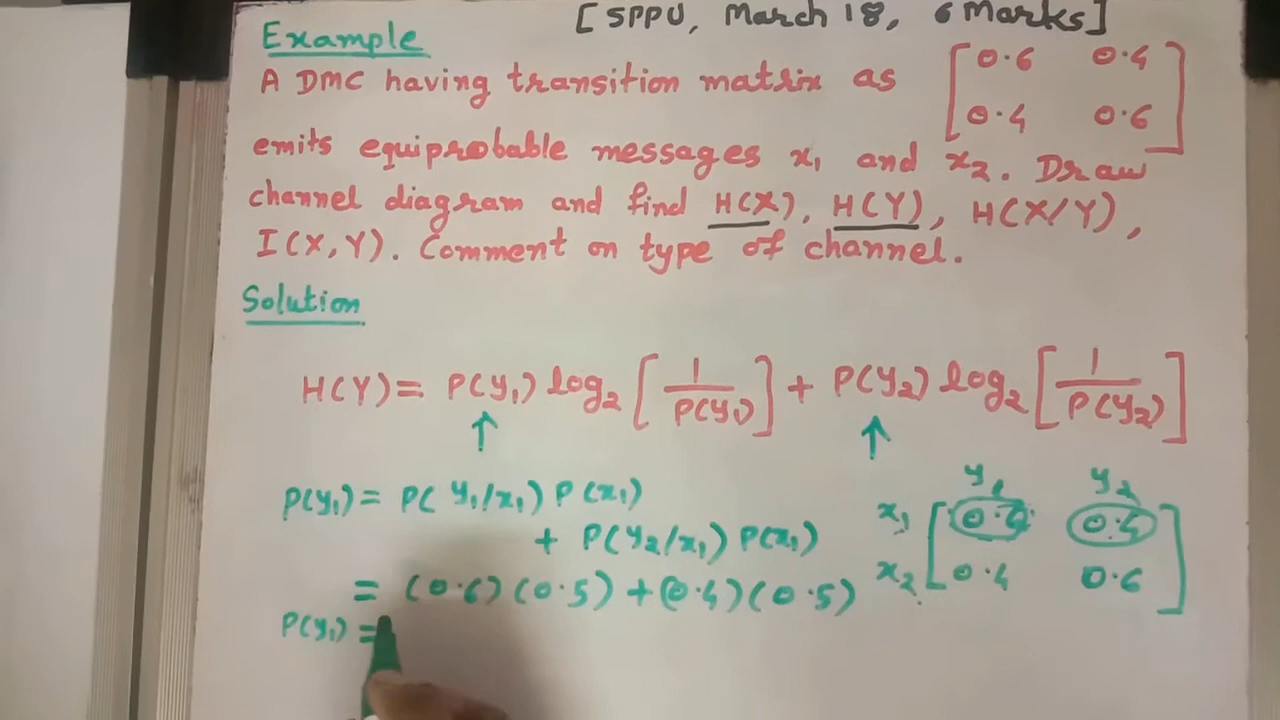 [SPPU, March 18, 6 Marks]
Example
A DMC having transition matrix as [0.6 0.4
0.4 0.6]
emits equiprobable messages x₁ and x₂. Draw
channel diagram and find H(X), H(Y), H(X/Y),
I(X,Y). Comment on type of channel.
Solution
H(Y) = P(y₁) log₂ [1/P(y₁)] + P(y₂) log₂ [1/P(y₂)]
P(y₁) = P(y₁/x₁) P(x₁)
+ P(y₂/x₁) P(x₁)
= (0.6)(0.5) + (0.4)(0.5)
P(y₁) =
y₁ y₂
x₁ [0.6 0.4
x₂ 0.4 0.6]